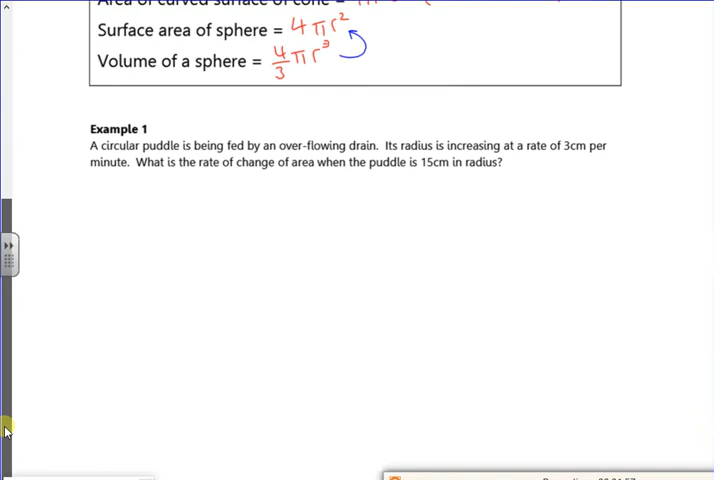 Surface area of sphere = 4πr²
Volume of a sphere = 4/3 πr³
Example 1
A circular puddle is being fed by an over-flowing drain. Its radius is increasing at a rate of 3cm per
minute. What is the rate of change of area when the puddle is 15cm in radius?